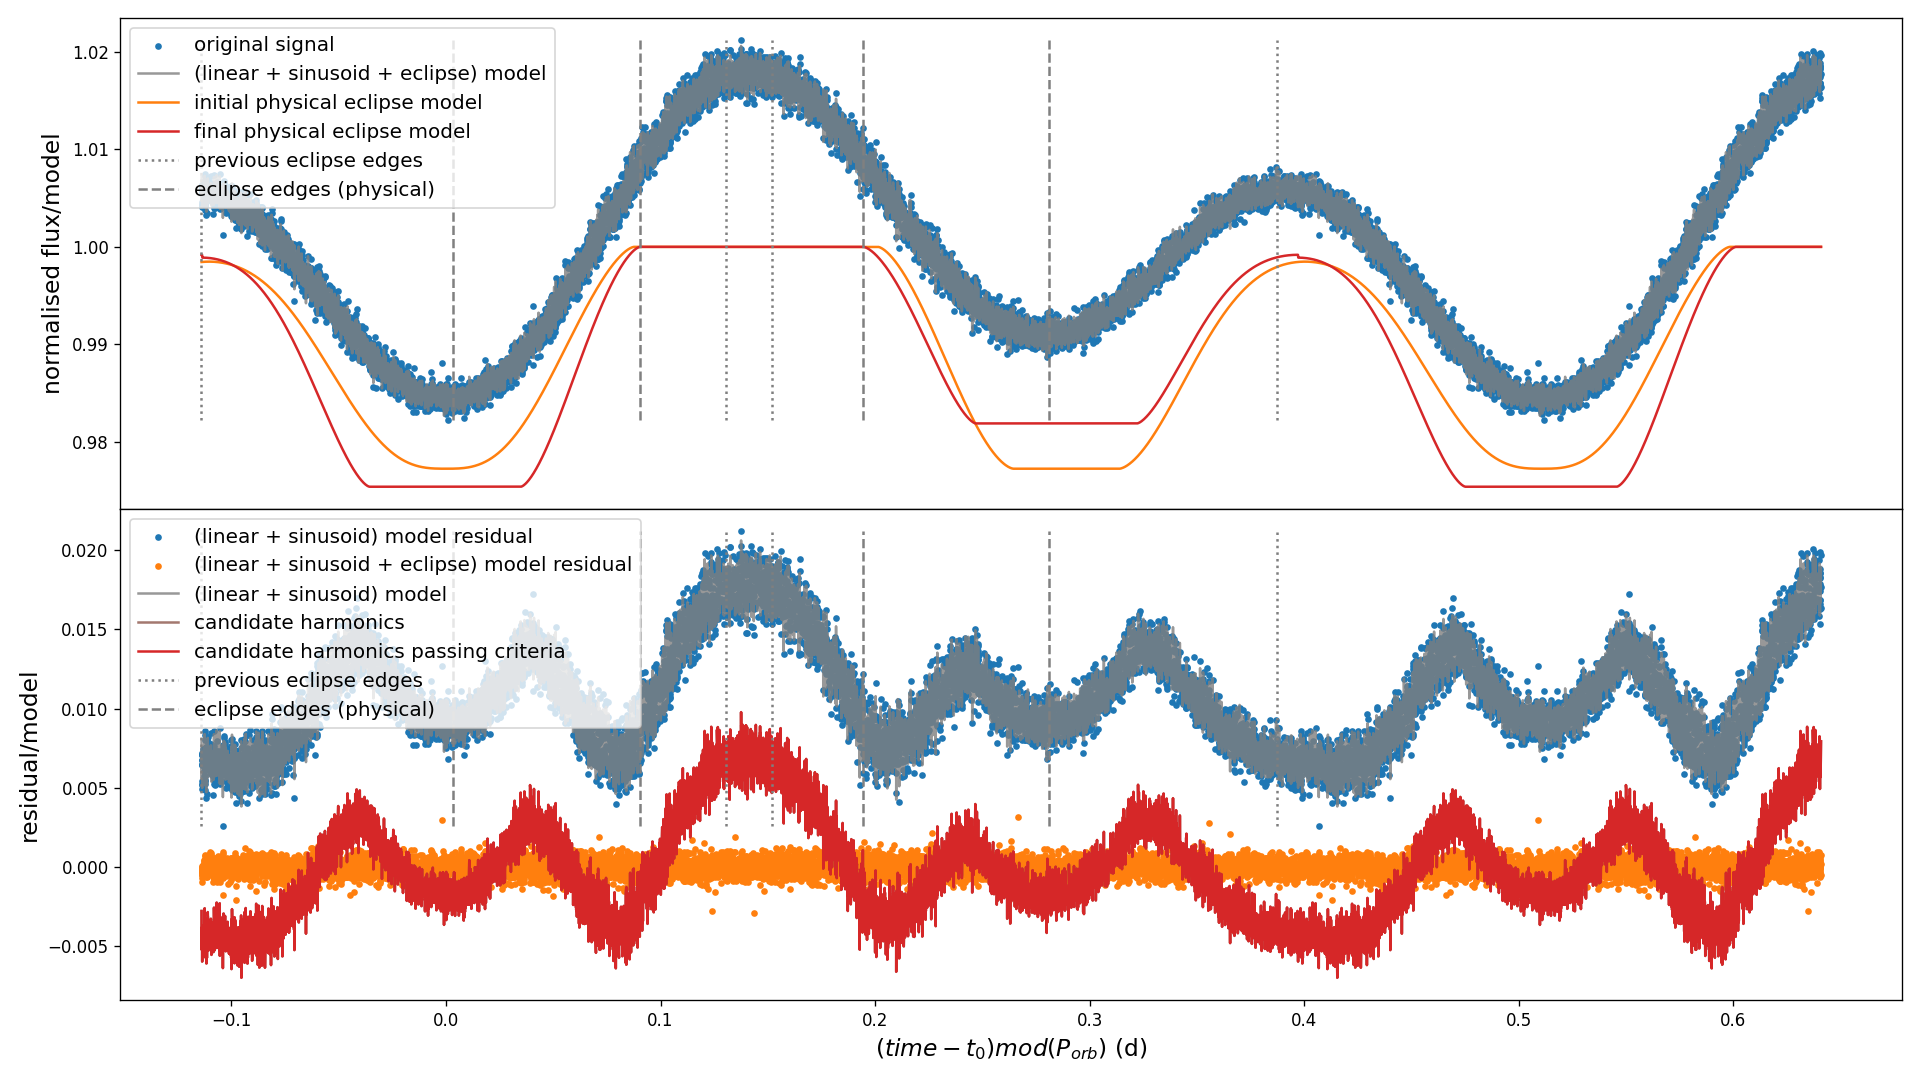 original signal
(linear + sinusoid + eclipse) model
initial physical eclipse model
final physical eclipse model
previous eclipse edges
eclipse edges (physical)
normalised flux/model
1.02
1.01
1.00
0.99
0.98
(linear + sinusoid) model residual
(linear + sinusoid + eclipse) model residual
(linear + sinusoid) model
candidate harmonics
candidate harmonics passing criteria
previous eclipse edges
eclipse edges (physical)
residual/model
0.020
0.015
0.010
0.005
0.000
−0.005
−0.1 0.0 0.1 0.2 0.3 0.4 0.5 0.6
(time − t0)mod(Porb) (d)